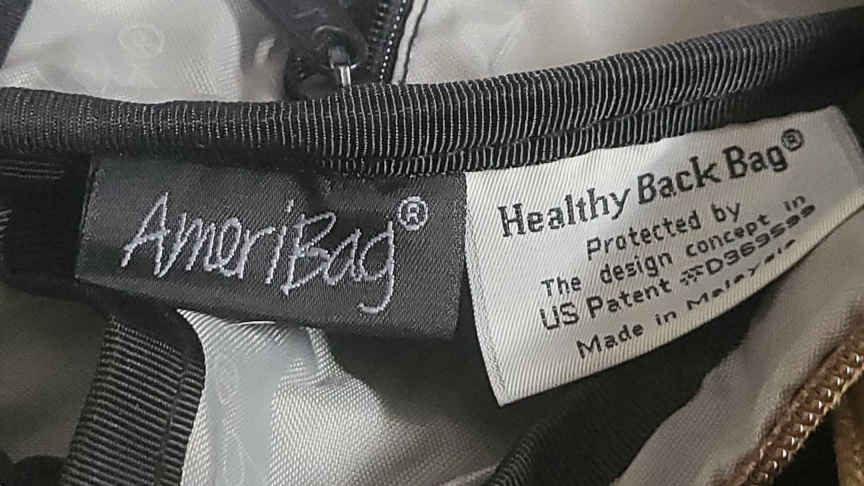 AmeriBag®
Healthy Back Bag®
Protected by
The design concept in
US Patent #D369599
Made in Malaysia